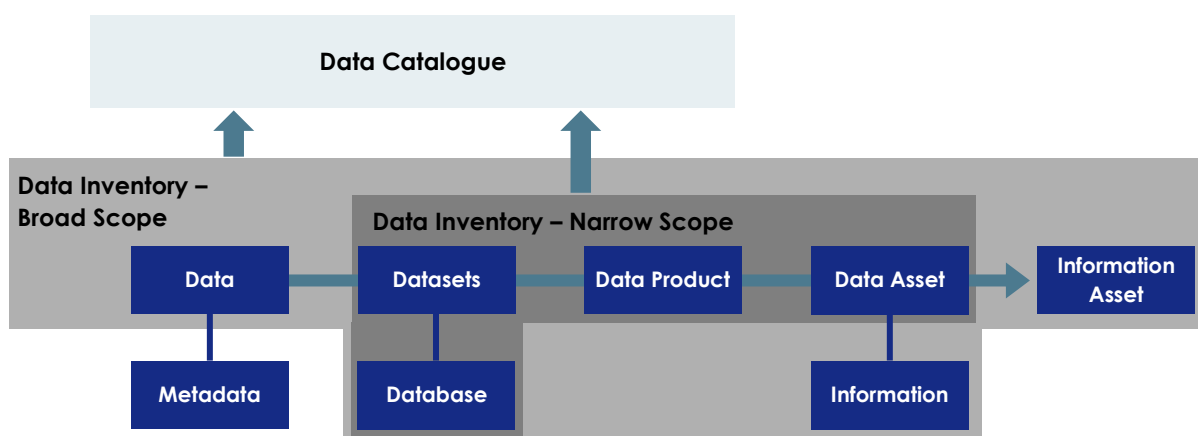 Data Catalogue
Data Inventory –
Broad Scope
Data Inventory – Narrow Scope
Data
Datasets
Data Product
Data Asset
Information
Asset
Metadata
Database
Information